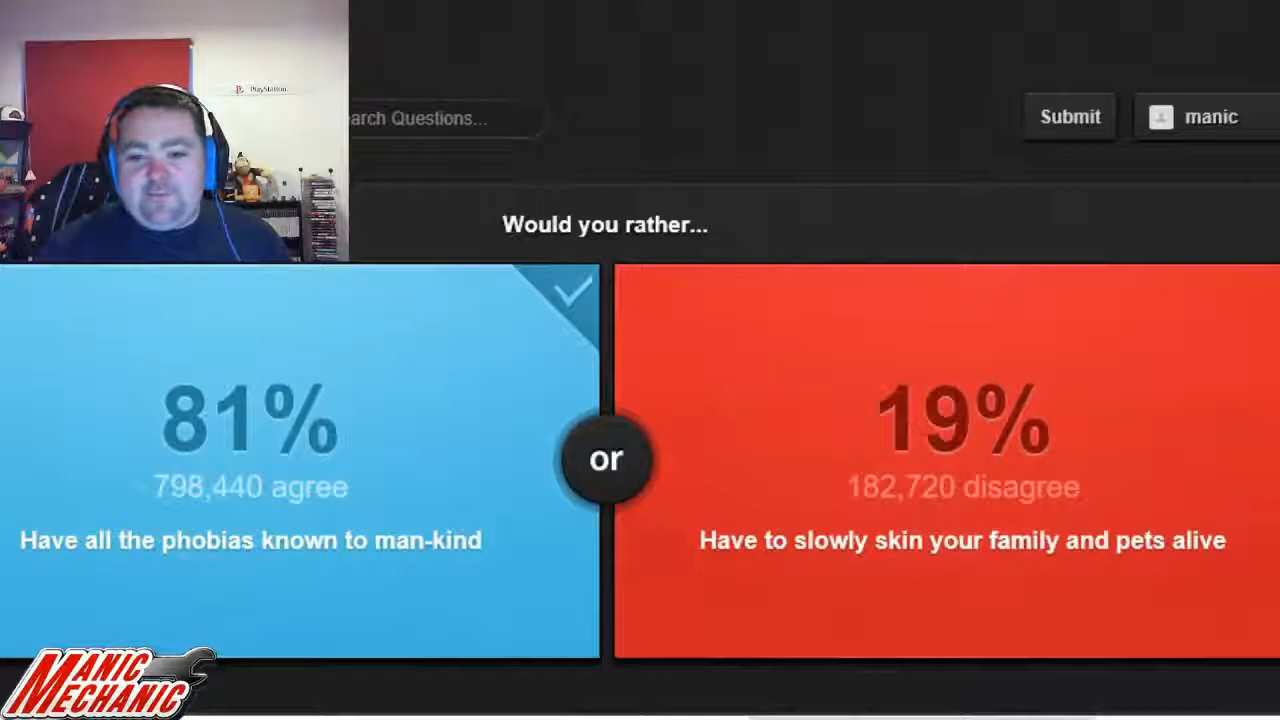 PlayStation
arch Questions...
Submit
manic
Would you rather...
81%
798,440 agree
Have all the phobias known to man-kind
or
19%
182,720 disagree
Have to slowly skin your family and pets alive
MANIC
MECHANIC